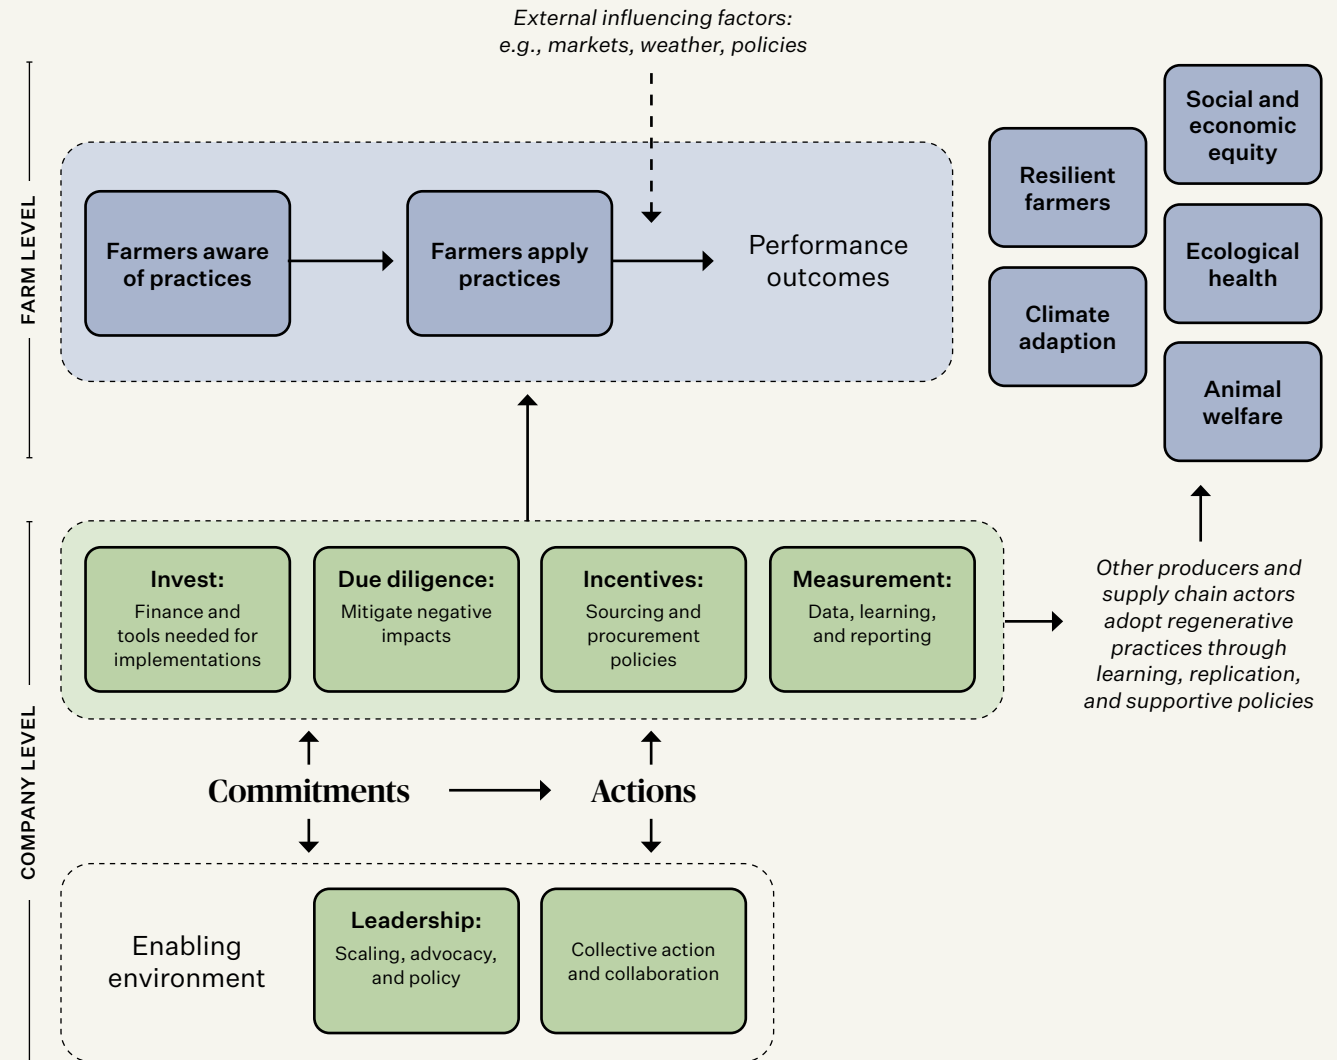 External influencing factors:
e.g., markets, weather, policies
FARM LEVEL
Farmers aware
of practices
Farmers apply
practices
Performance
outcomes
Resilient
farmers
Climate
adaption
Social and
economic
equity
Ecological
health
Animal
welfare
COMPANY LEVEL
Invest:
Finance and
tools needed for
implementations
Due diligence:
Mitigate negative
impacts
Incentives:
Sourcing and
procurement
policies
Measurement:
Data, learning,
and reporting
Other producers and
supply chain actors
adopt regenerative
practices through
learning, replication,
and supportive policies
Commitments
Actions
Enabling
environment
Leadership:
Scaling, advocacy,
and policy
Collective action
and collaboration